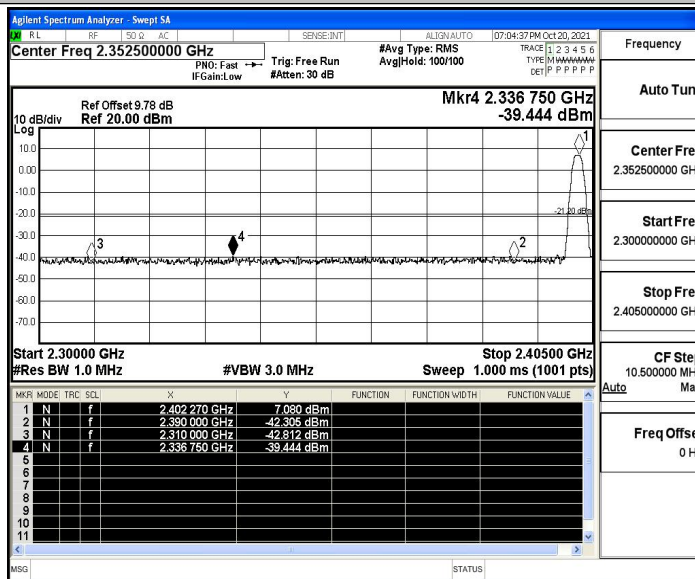 Agilent Spectrum Analyzer - Swept SA
RL RF 50 Ω AC SENSE:INT ALIGNAUTO 07:04:37 PM Oct 20, 2021
Center Freq 2.352500000 GHz
PNO: Fast
IFGain:Low
Trig: Free Run
#Atten: 30 dB
#Avg Type: RMS
Avg|Hold: 100/100
TRACE 1 2 3 4 5 6
TYPE M
DET P P P P P P
Ref Offset 9.78 dB
10 dB/div Ref 20.00 dBm
Log
Mkr4 2.336 750 GHz
-39.444 dBm
10.0
0.00
-10.0
-20.0
-30.0
-40.0
-50.0
-60.0
-70.0
1
-21.20 dBm
2
3
4
Start 2.30000 GHz Stop 2.40500 GHz
#Res BW 1.0 MHz #VBW 3.0 MHz Sweep 1.000 ms (1001 pts)
MKR MODE TRC SCL X Y FUNCTION FUNCTION WIDTH FUNCTION VALUE
1 N f 2.402 270 GHz 7.080 dBm
2 N f 2.390 000 GHz -42.305 dBm
3 N f 2.310 000 GHz -42.812 dBm
4 N f 2.336 750 GHz -39.444 dBm
5
6
7
8
9
10
11
MSG STATUS
Frequency
Auto Tun
Center Fre
2.352500000 GH
Start Fre
2.300000000 GH
Stop Fre
2.405000000 GH
CF Ste
10.500000 MH
Auto Ma
Freq Offse
0 H